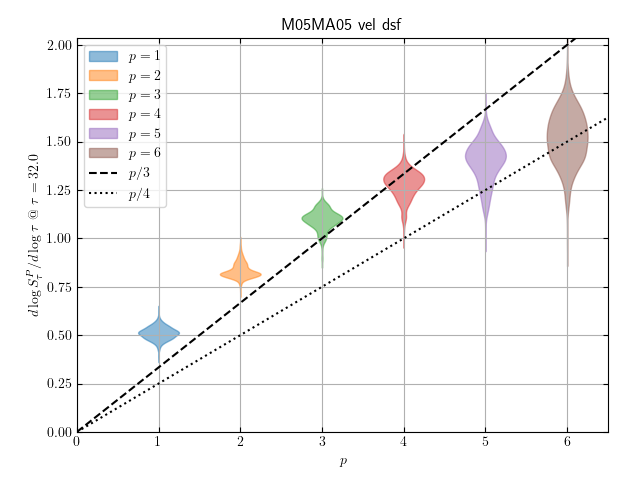 M05MA05 vel dsf
d log S_τ^P / d log τ @ τ = 32.0
2.00
1.75
1.50
1.25
1.00
0.75
0.50
0.25
0.00
p = 1
p = 2
p = 3
p = 4
p = 5
p = 6
p/3
p/4
0 1 2 3 4 5 6
p